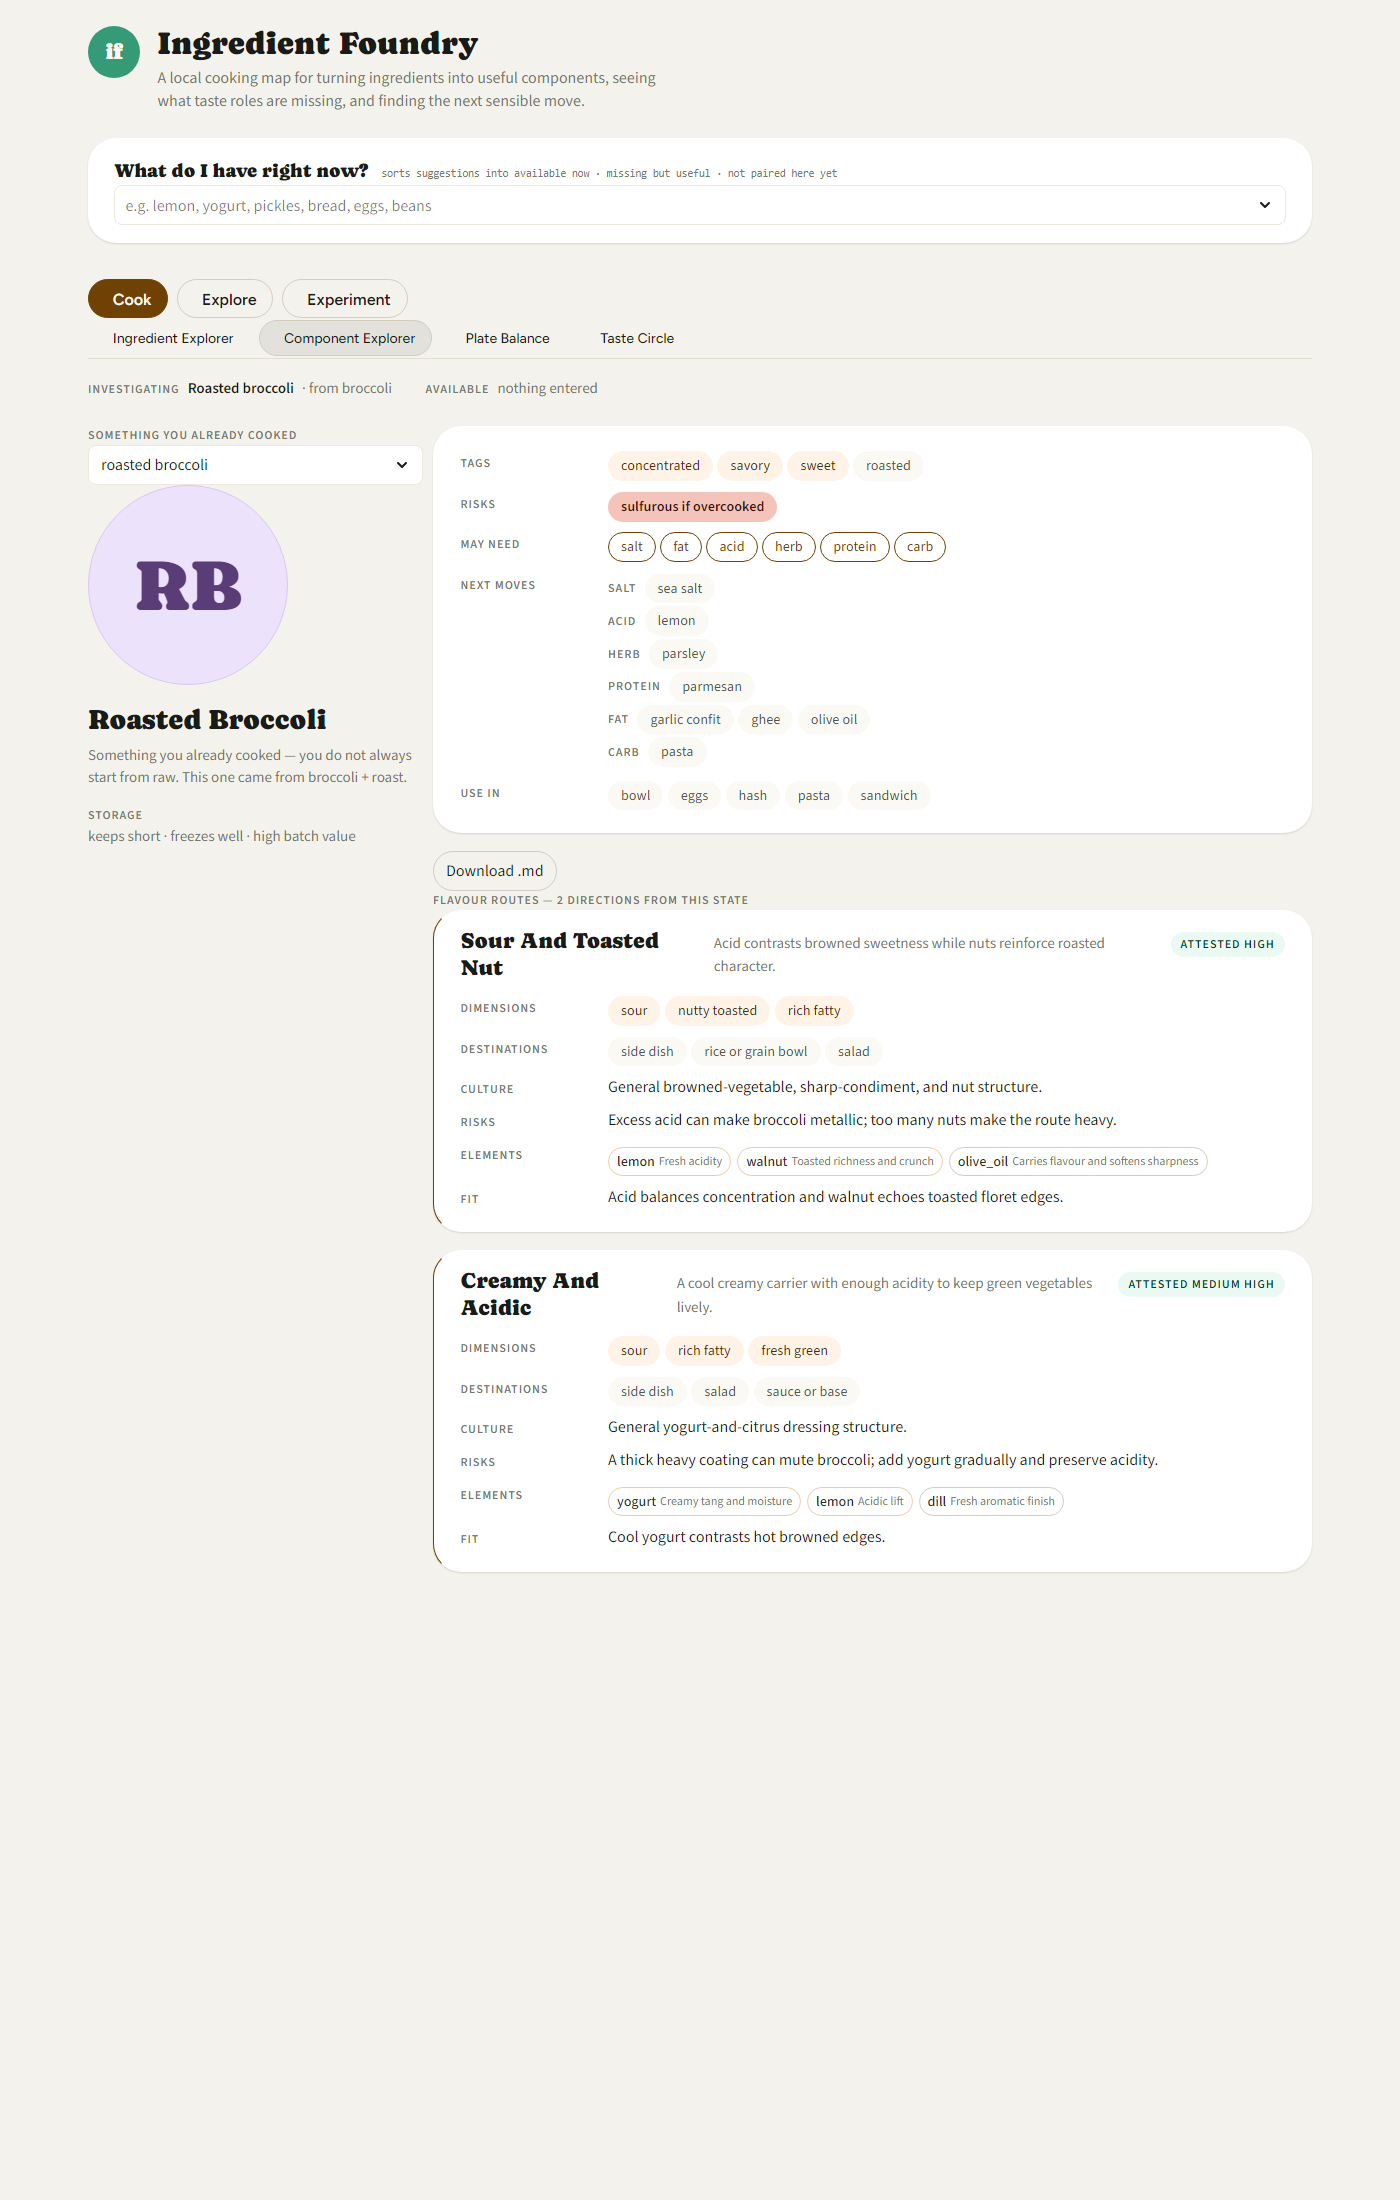 if
Ingredient Foundry
A local cooking map for turning ingredients into useful components, seeing
what taste roles are missing, and finding the next sensible move.
What do I have right now? sorts suggestions into available now · missing but useful · not paired here yet
e.g. lemon, yogurt, pickles, bread, eggs, beans
Cook Explore Experiment
Ingredient Explorer Component Explorer Plate Balance Taste Circle
INVESTIGATING Roasted broccoli · from broccoli AVAILABLE nothing entered
SOMETHING YOU ALREADY COOKED
roasted broccoli
RB
Roasted Broccoli
Something you already cooked — you do not always
start from raw. This one came from broccoli + roast.
STORAGE
keeps short · freezes well · high batch value
TAGS concentrated savory sweet roasted
RISKS sulfurous if overcooked
MAY NEED salt fat acid herb protein carb
NEXT MOVES SALT sea salt
ACID lemon
HERB parsley
PROTEIN parmesan
FAT garlic confit ghee olive oil
CARB pasta
USE IN bowl eggs hash pasta sandwich
Download .md
FLAVOUR ROUTES — 2 DIRECTIONS FROM THIS STATE
Sour And Toasted
Nut
Acid contrasts browned sweetness while nuts reinforce roasted
character.
ATTESTED HIGH
DIMENSIONS sour nutty toasted rich fatty
DESTINATIONS side dish rice or grain bowl salad
CULTURE General browned-vegetable, sharp-condiment, and nut structure.
RISKS Excess acid can make broccoli metallic; too many nuts make the route heavy.
ELEMENTS lemon Fresh acidity walnut Toasted richness and crunch olive_oil Carries flavour and softens sharpness
FIT Acid balances concentration and walnut echoes toasted floret edges.
Creamy And
Acidic
A cool creamy carrier with enough acidity to keep green vegetables
lively.
ATTESTED MEDIUM HIGH
DIMENSIONS sour rich fatty fresh green
DESTINATIONS side dish salad sauce or base
CULTURE General yogurt-and-citrus dressing structure.
RISKS A thick heavy coating can mute broccoli; add yogurt gradually and preserve acidity.
ELEMENTS yogurt Creamy tang and moisture lemon Acidic lift dill Fresh aromatic finish
FIT Cool yogurt contrasts hot browned edges.